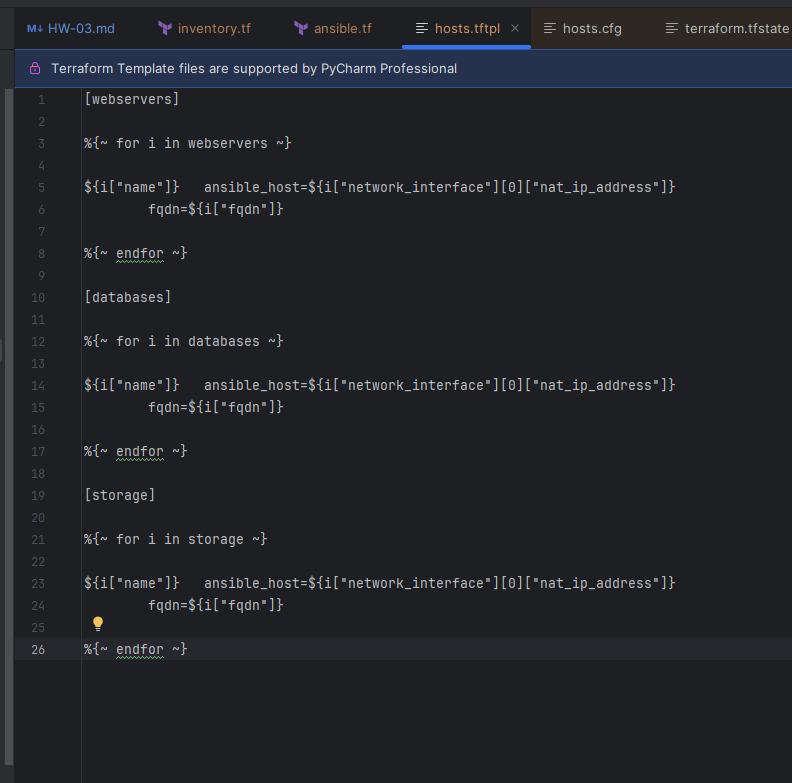 HW-03.md inventory.tf ansible.tf hosts.tftpl hosts.cfg terraform.tfstate
Terraform Template files are supported by PyCharm Professional
1 [webservers]
2
3 %{~ for i in webservers ~}
4
5 ${i["name"]}   ansible_host=${i["network_interface"][0]["nat_ip_address"]}
6         fqdn=${i["fqdn"]}
7
8 %{~ endfor ~}
9
10 [databases]
11
12 %{~ for i in databases ~}
13
14 ${i["name"]}   ansible_host=${i["network_interface"][0]["nat_ip_address"]}
15         fqdn=${i["fqdn"]}
16
17 %{~ endfor ~}
18
19 [storage]
20
21 %{~ for i in storage ~}
22
23 ${i["name"]}   ansible_host=${i["network_interface"][0]["nat_ip_address"]}
24         fqdn=${i["fqdn"]}
25
26 %{~ endfor ~}